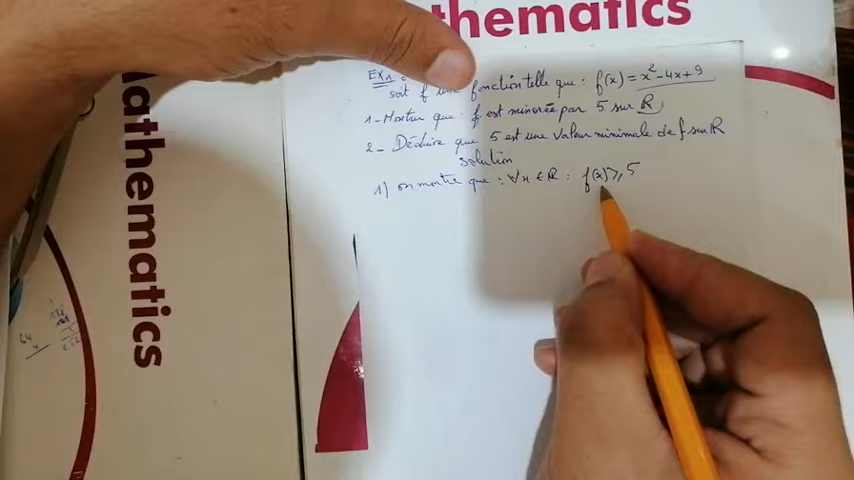 thematics
Mathematics
EX1
soit f une fonction telle que : f(x) = x²-4x+9
1-Montrer que : f est minorée par 5 sur ℝ
2- Déduire que 5 est une valeur minimale de f sur ℝ
solution
1) on montre que : ∀x ∈ ℝ : f(x) ≥ 5